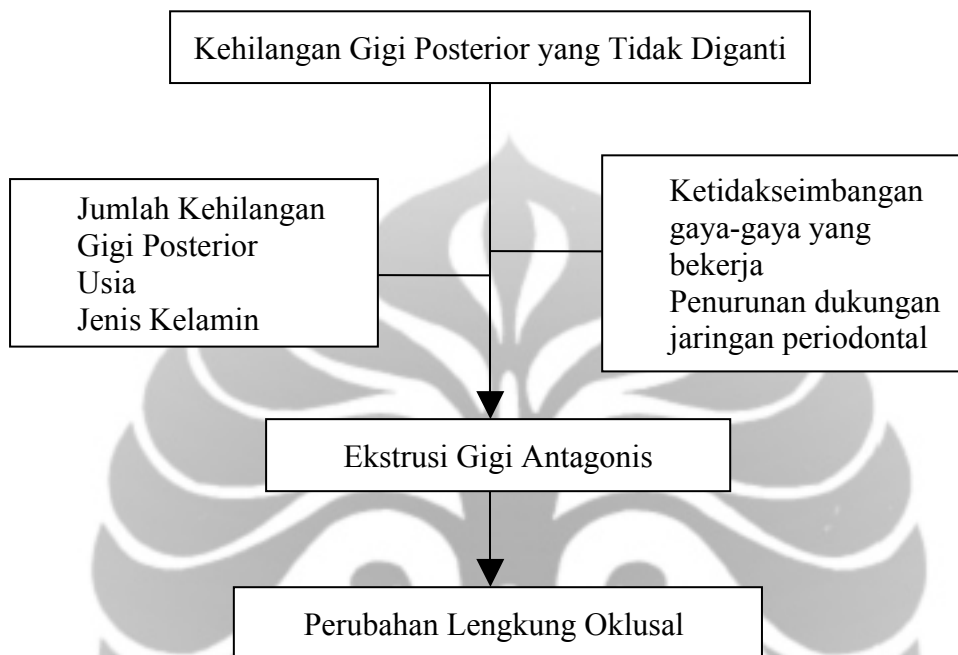 Kehilangan Gigi Posterior yang Tidak Diganti
Jumlah Kehilangan
Gigi Posterior
Usia
Jenis Kelamin
Ketidakseimbangan
gaya-gaya yang
bekerja
Penurunan dukungan
jaringan periodontal
Ekstrusi Gigi Antagonis
Perubahan Lengkung Oklusal